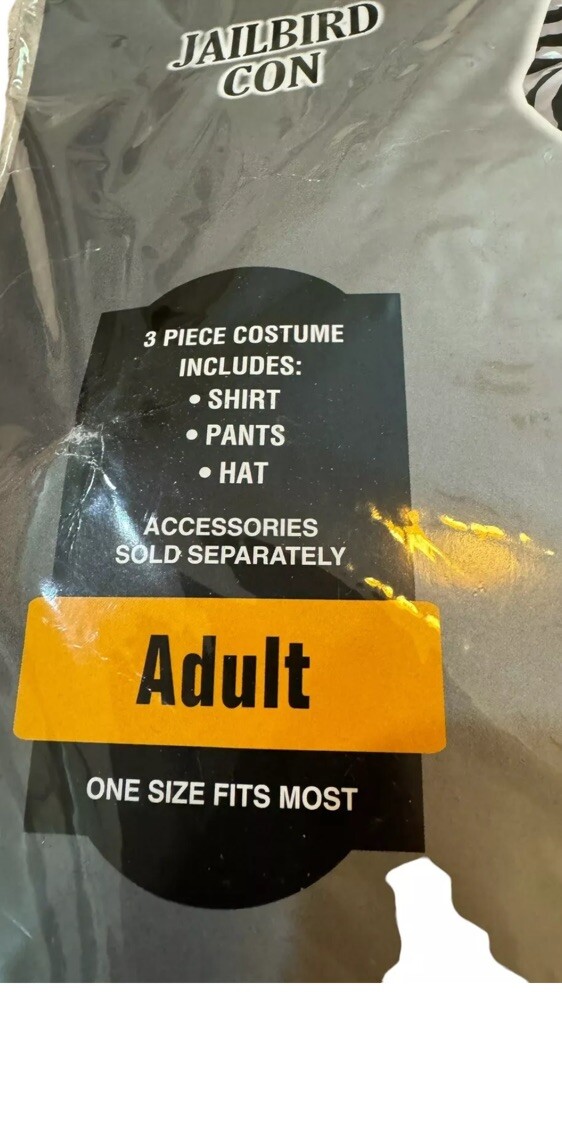 JAILBIRD
CON
3 PIECE COSTUME
INCLUDES:
• SHIRT
• PANTS
• HAT
ACCESSORIES
SOLD SEPARATELY
Adult
ONE SIZE FITS MOST